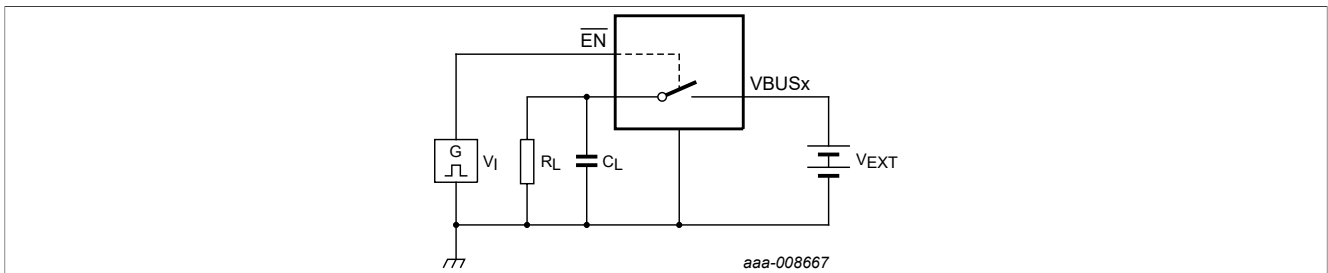 EN
VBUSx
G
VI
RL
CL
VEXT
aaa-008667